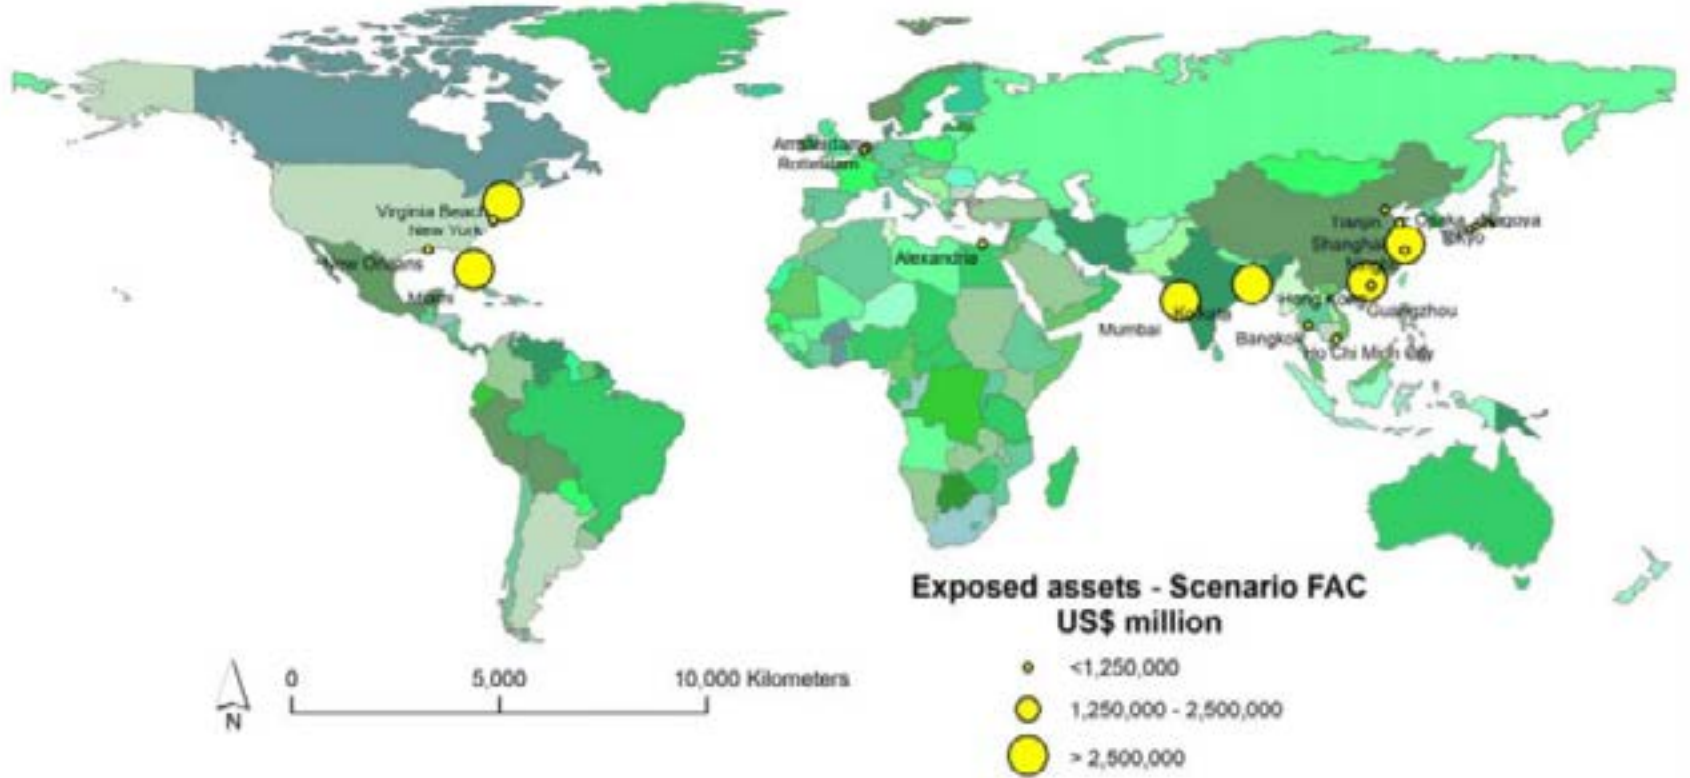 Amsterdam
Rotterdam
Virginia Beach
New York
Tianjin
Osaka
Nagoya
Tokyo
Shanghai
Alexandria
New Orleans
Miami
Hong Kong
Guangzhou
Kolkata
Mumbai
Bangkok
Ho Chi Minh City
Exposed assets - Scenario FAC
US$ million
<1,250,000
1,250,000 - 2,500,000
> 2,500,000
0 5,000 10,000 Kilometers
N